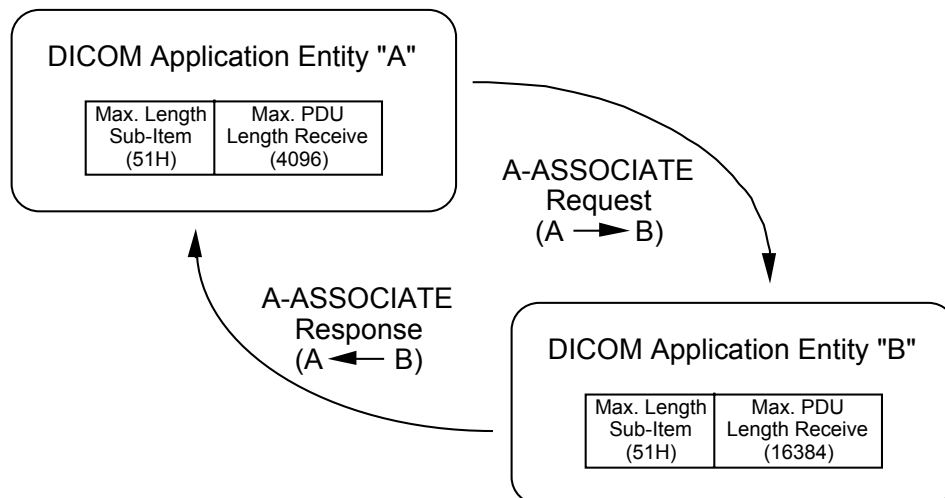 DICOM Application Entity "A"
Max. Length
Sub-Item
(51H)
Max. PDU
Length Receive
(4096)
A-ASSOCIATE
Request
(A B)
A-ASSOCIATE
Response
(A B)
DICOM Application Entity "B"
Max. Length
Sub-Item
(51H)
Max. PDU
Length Receive
(16384)